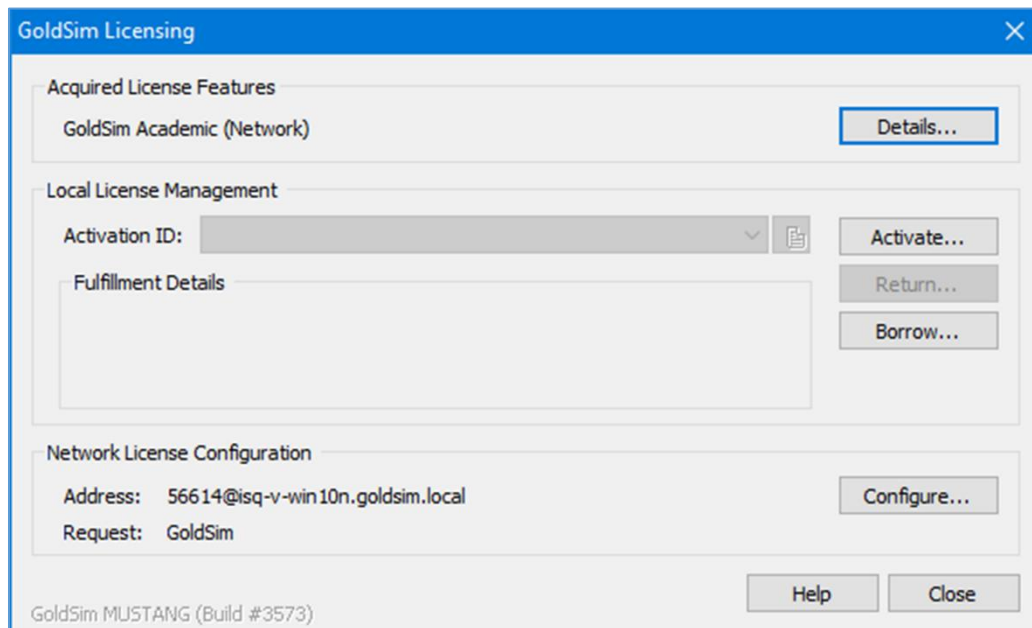 GoldSim Licensing
Acquired License Features
GoldSim Academic (Network)
Details...
Local License Management
Activation ID:
Activate...
Fulfillment Details
Return...
Borrow...
Network License Configuration
Address: 56614@isq-v-win10n.goldsim.local
Configure...
Request: GoldSim
Help
Close
GoldSim MUSTANG (Build #3573)